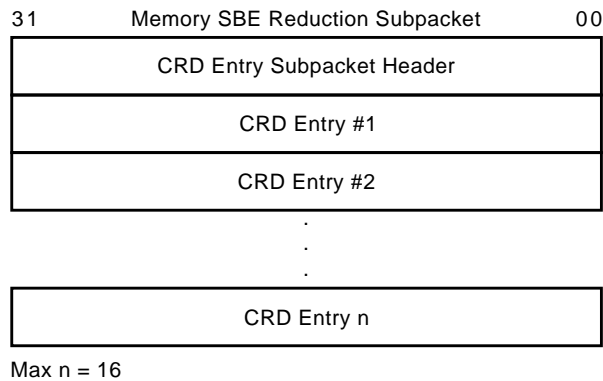 31 Memory SBE Reduction Subpacket 00
CRD Entry Subpacket Header
CRD Entry #1
CRD Entry #2
.
.
.
CRD Entry n
Max n = 16